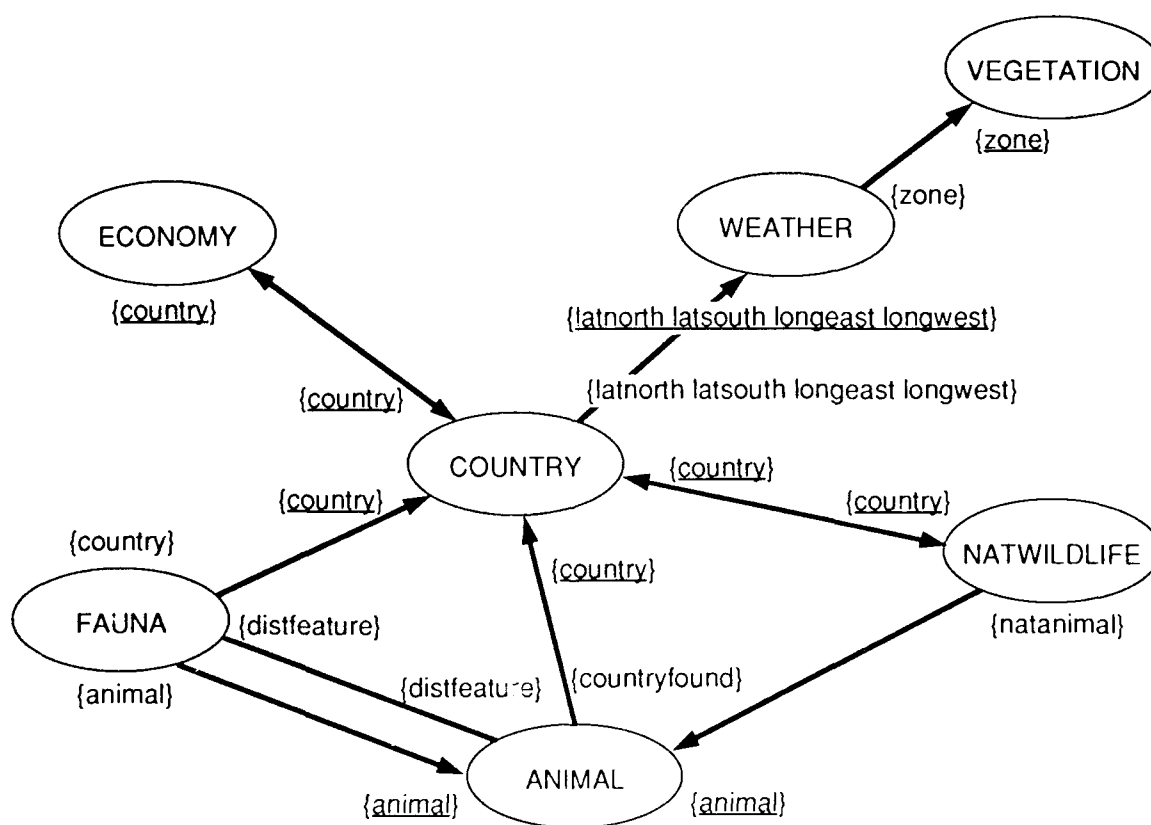 VEGETATION
{zone}
{zone}
WEATHER
ECONOMY
{country}
{latnorth latsouth longeast longwest}
{country}
{latnorth latsouth longeast longwest}
COUNTRY
{country}
{country}
{country}
{country}
NATWILDLIFE
{country}
FAUNA
{distfeature}
{natanimal}
{animal}
{distfeature}
{countryfound}
ANIMAL
{animal}
{animal}